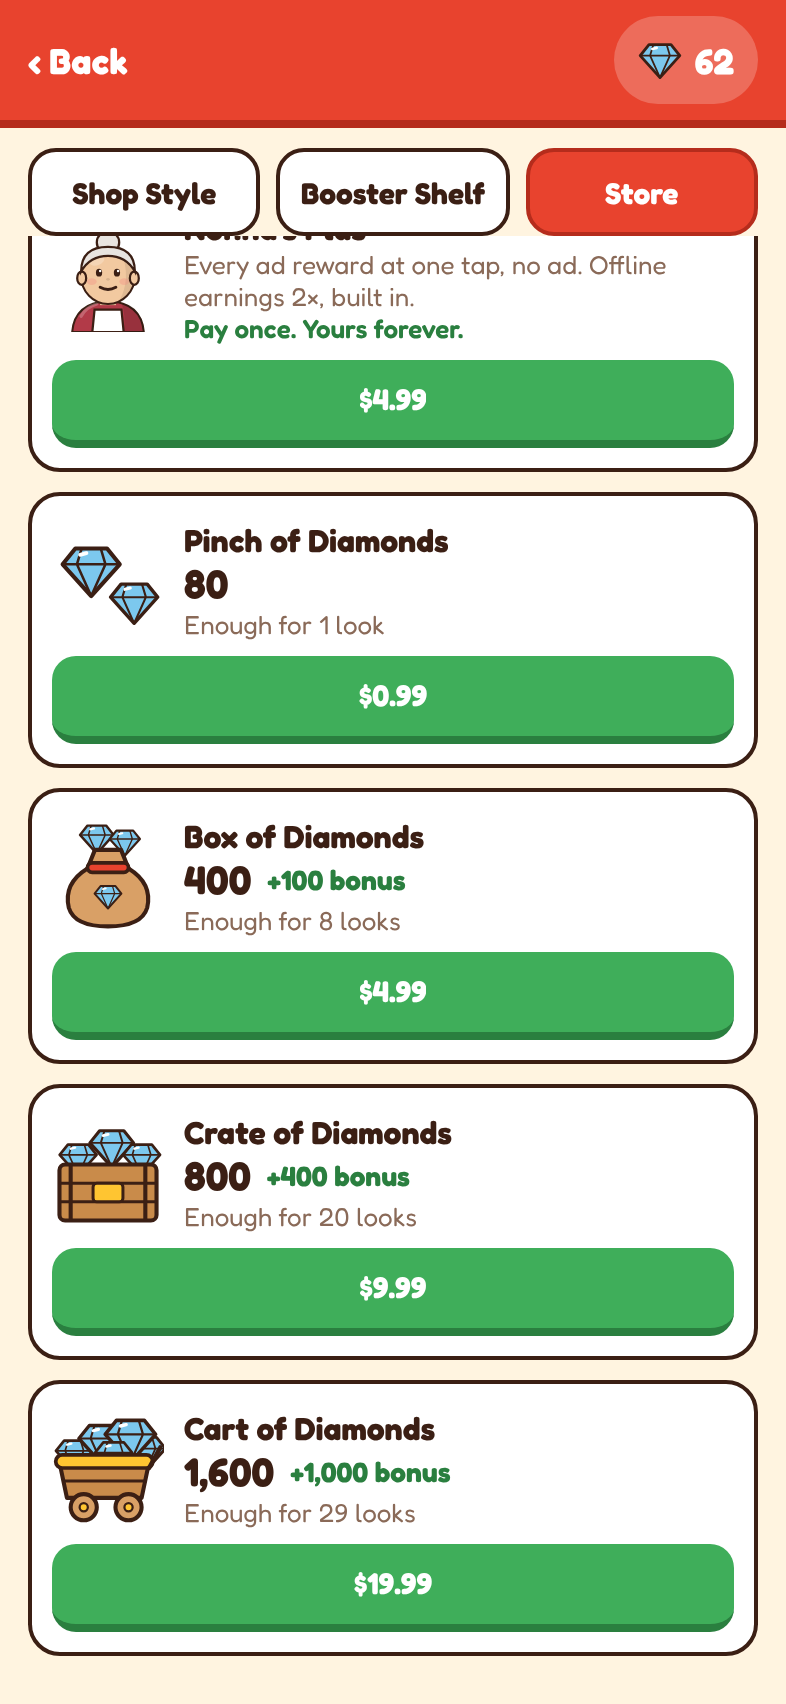 ‹ Back
62
Shop Style
Booster Shelf
Store
Every ad reward at one tap, no ad. Offline
earnings 2×, built in.
Pay once. Yours forever.
$4.99
Pinch of Diamonds
80
Enough for 1 look
$0.99
Box of Diamonds
400 +100 bonus
Enough for 8 looks
$4.99
Crate of Diamonds
800 +400 bonus
Enough for 20 looks
$9.99
Cart of Diamonds
1,600 +1,000 bonus
Enough for 29 looks
$19.99